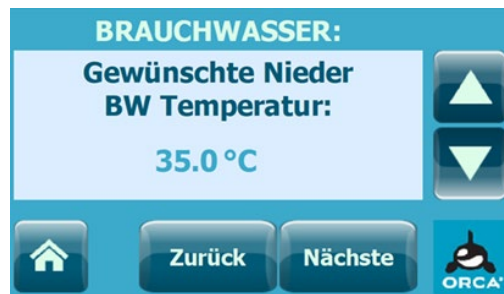 BRAUCHWASSER:
Gewünschte Nieder
BW Temperatur:
35.0 °C
Zurück
Nächste
ORCA